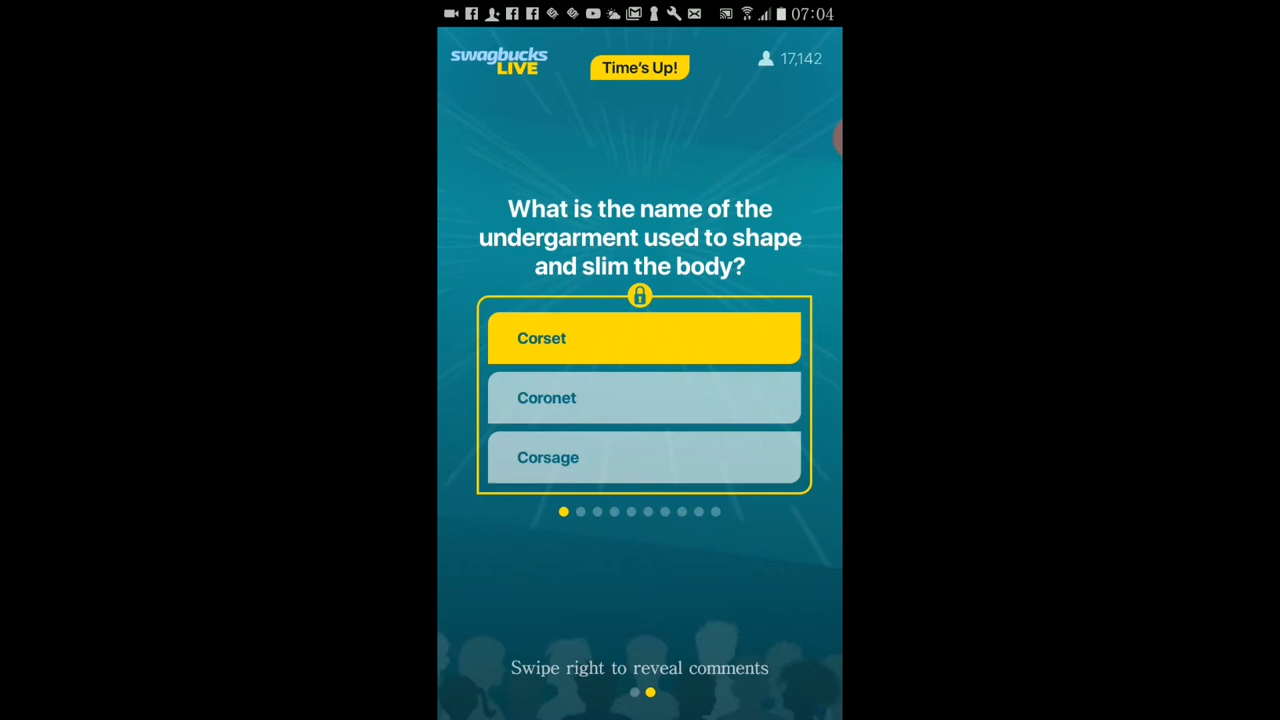 07:04
swagbucks
LIVE
Time's Up!
17,142
What is the name of the
undergarment used to shape
and slim the body?
Corset
Coronet
Corsage
Swipe right to reveal comments